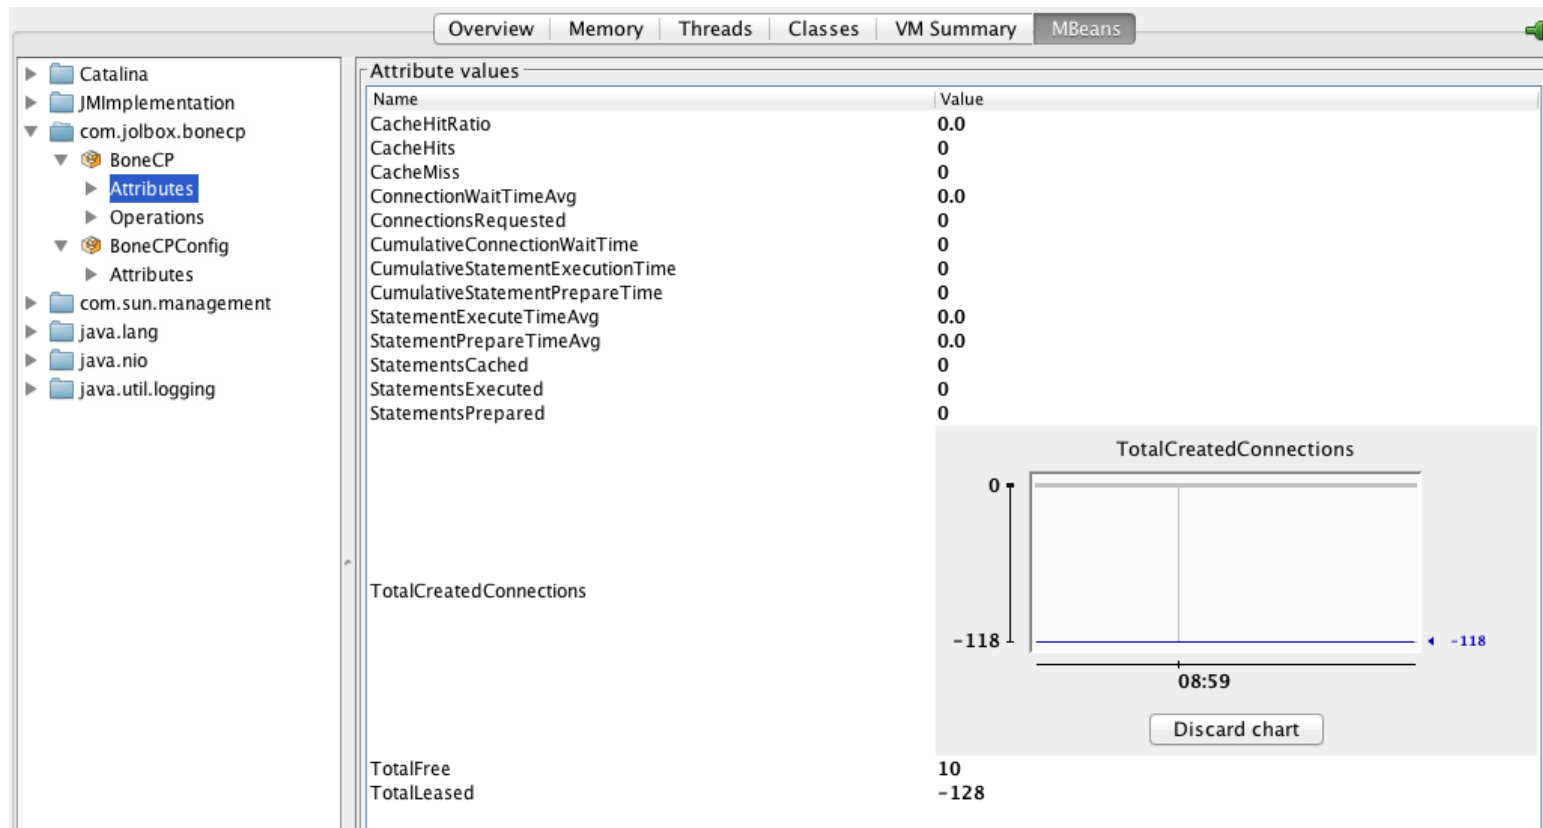 Overview Memory Threads Classes VM Summary MBeans
Catalina
JMImplementation
com.jolbox.bonecp
BoneCP
Attributes
Operations
BoneCPConfig
Attributes
com.sun.management
java.lang
java.nio
java.util.logging
Attribute values
Name Value
CacheHitRatio 0.0
CacheHits 0
CacheMiss 0
ConnectionWaitTimeAvg 0.0
ConnectionsRequested 0
CumulativeConnectionWaitTime 0
CumulativeStatementExecutionTime 0
CumulativeStatementPrepareTime 0
StatementExecuteTimeAvg 0.0
StatementPrepareTimeAvg 0.0
StatementsCached 0
StatementsExecuted 0
StatementsPrepared 0
TotalCreatedConnections
TotalCreatedConnections
0
-118 -118
08:59
Discard chart
TotalFree 10
TotalLeased -128